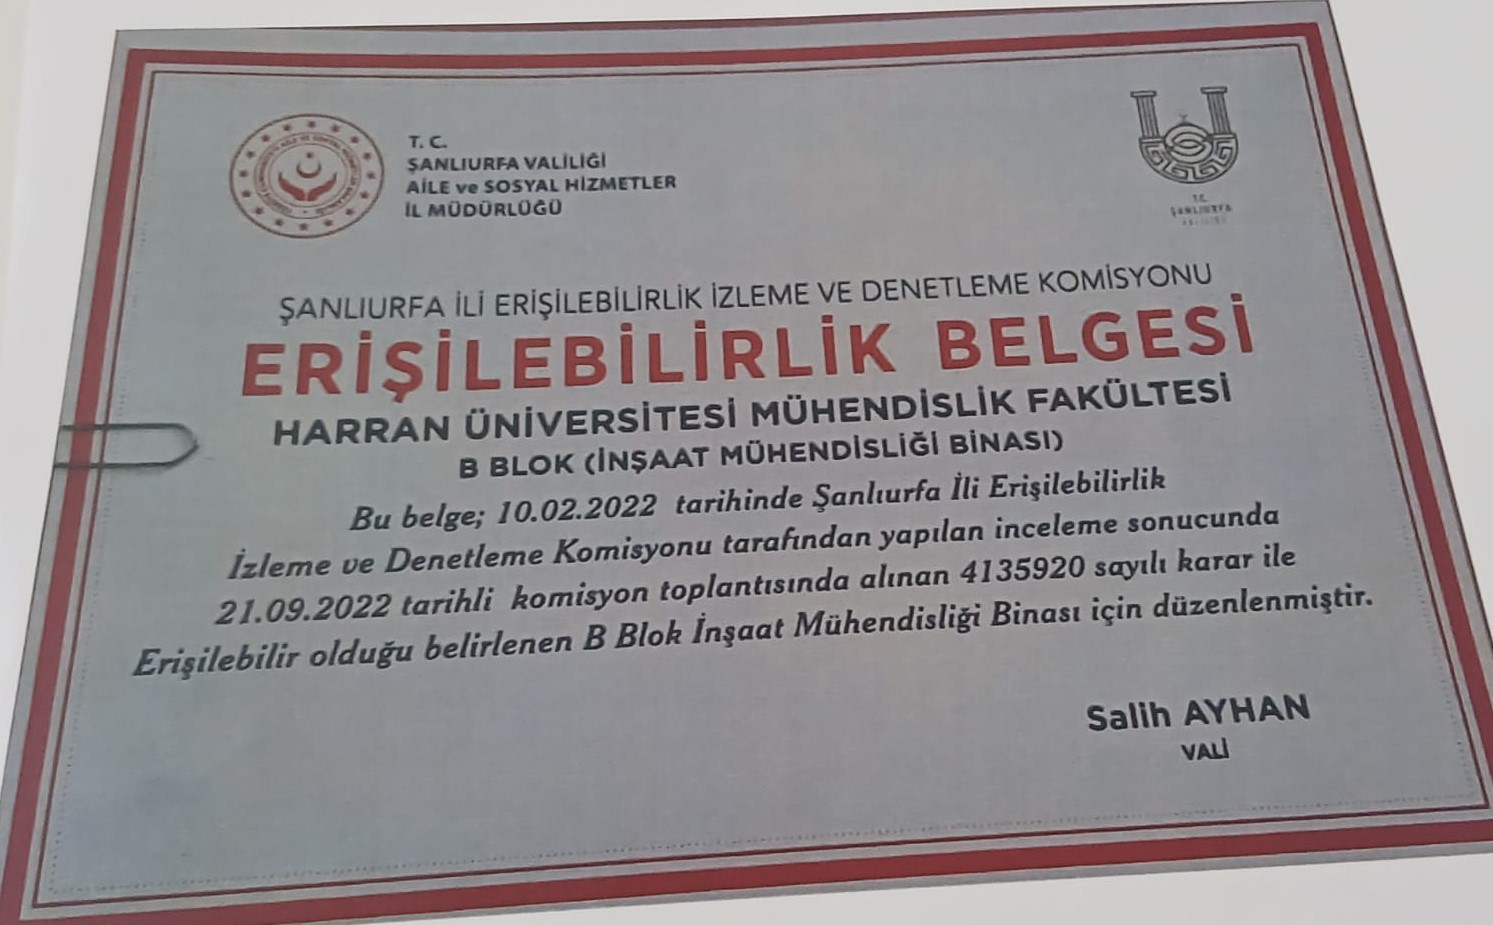 T. C.
ŞANLIURFA VALİLİĞİ
AİLE ve SOSYAL HİZMETLER
İL MÜDÜRLÜĞÜ
T.C.
ŞANLIURFA
VALİLİĞİ
ŞANLIURFA İLİ ERİŞİLEBİLİRLİK İZLEME VE DENETLEME KOMİSYONU
ERİŞİLEBİLİRLİK BELGESİ
HARRAN ÜNİVERSİTESİ MÜHENDİSLİK FAKÜLTESİ
B BLOK (İNŞAAT MÜHENDİSLİĞİ BİNASI)
Bu belge; 10.02.2022 tarihinde Şanlıurfa İli Erişilebilirlik
İzleme ve Denetleme Komisyonu tarafından yapılan inceleme sonucunda
21.09.2022 tarihli komisyon toplantısında alınan 4135920 sayılı karar ile
Erişilebilir olduğu belirlenen B Blok İnşaat Mühendisliği Binası için düzenlenmiştir.
Salih AYHAN
VALİ